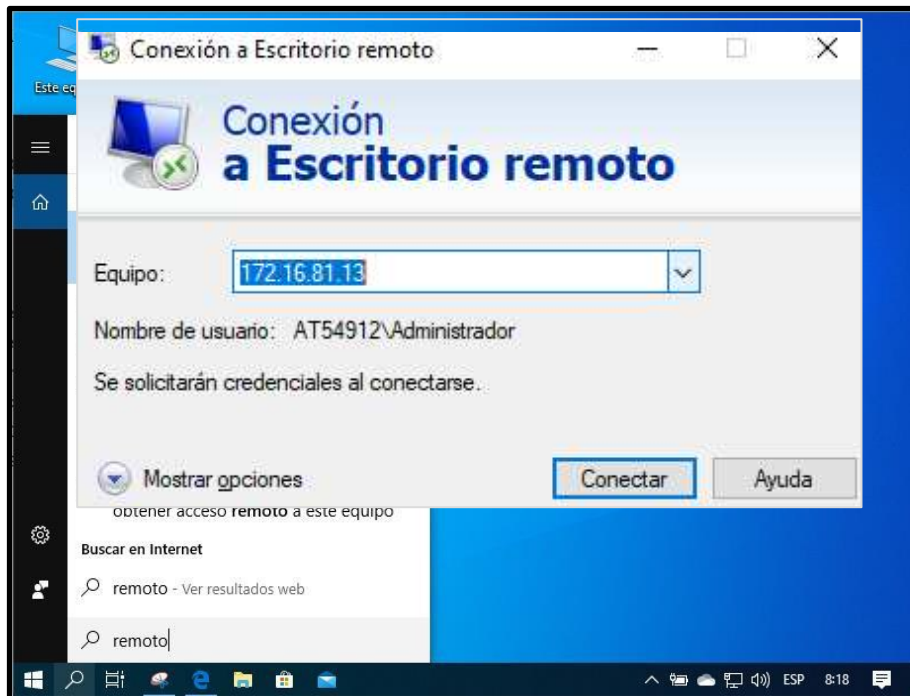 Conexión a Escritorio remoto
Este eq
Conexión
a Escritorio remoto
Equipo: 172.16.81.13
Nombre de usuario: AT54912\Administrador
Se solicitarán credenciales al conectarse.
Mostrar opciones Conectar Ayuda
obtener acceso remoto a este equipo
Buscar en Internet
remoto - Ver resultados web
remoto
ESP 8:18